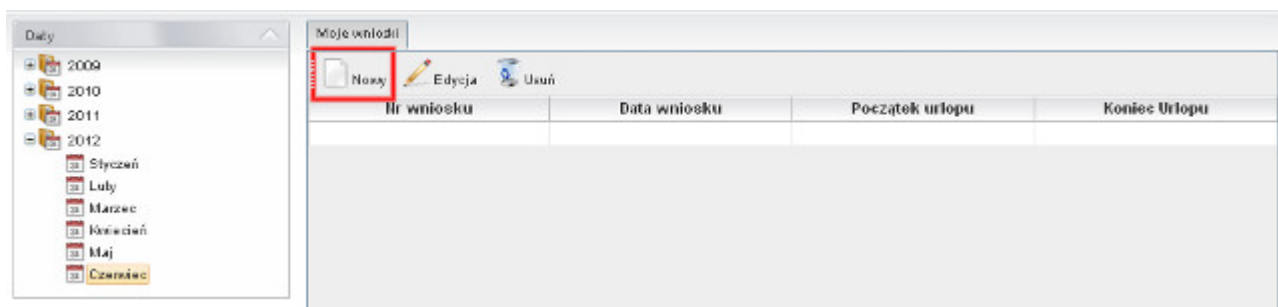 Daty
2009
2010
2011
2012
Styczeń
Luty
Marzec
Kwiecień
Maj
Czerwiec
Moje wnioski
Nowy Edycja Usuń
Nr wniosku Data wniosku Początek urlopu Koniec Urlopu